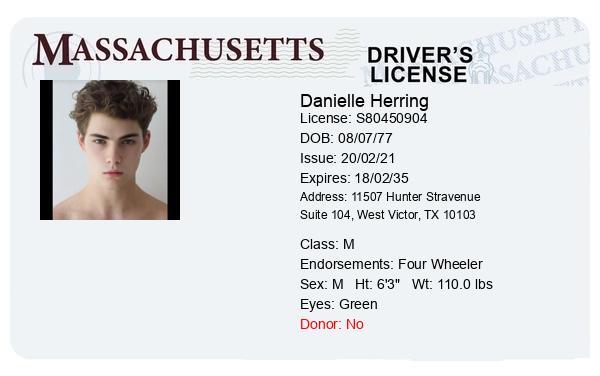 MASSACHUSETTS
DRIVER'S
LICENSE
Danielle Herring
License: S80450904
DOB: 08/07/77
Issue: 20/02/21
Expires: 18/02/35
Address: 11507 Hunter Stravenue
Suite 104, West Victor, TX 10103
Class: M
Endorsements: Four Wheeler
Sex: M Ht: 6'3" Wt: 110.0 lbs
Eyes: Green
Donor: No